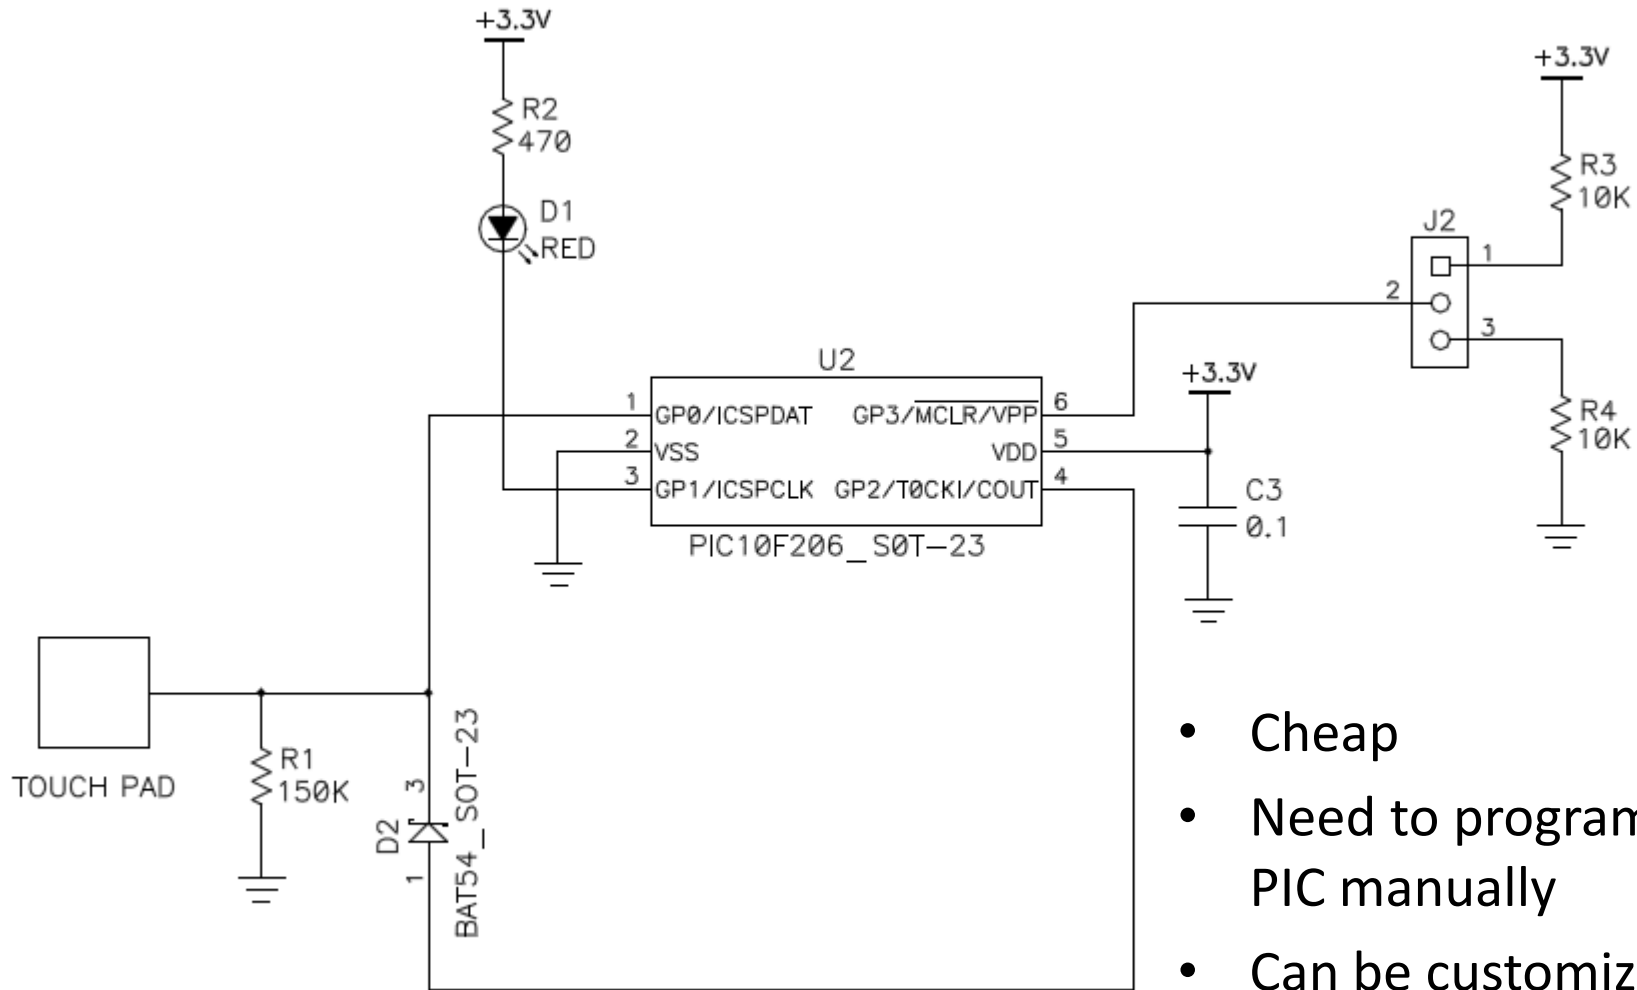 +3.3V
R2
470
D1
RED
+3.3V
R3
10K
J2
1
2
3
R4
10K
U2
1 GP0/ICSPDAT GP3/MCLR/VPP 6
2 VSS VDD 5
3 GP1/ICSPCLK GP2/T0CKI/COUT 4
PIC10F206_S0T-23
+3.3V
C3
0.1
TOUCH PAD
R1
150K
3
D2
1
BAT54_SOT-23
• Cheap
• Need to program
PIC manually
• Can be customiz